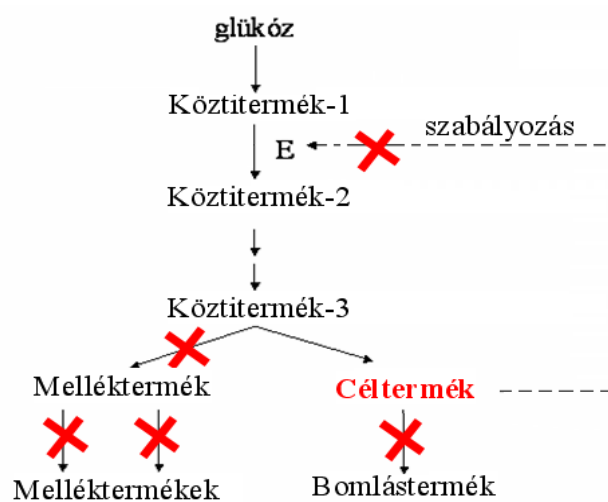 glükóz
Köztitermék-1
szabályozás
E
Köztitermék-2
Köztitermék-3
Melléktermék
Céltermék
Melléktermékek
Bomlástermék